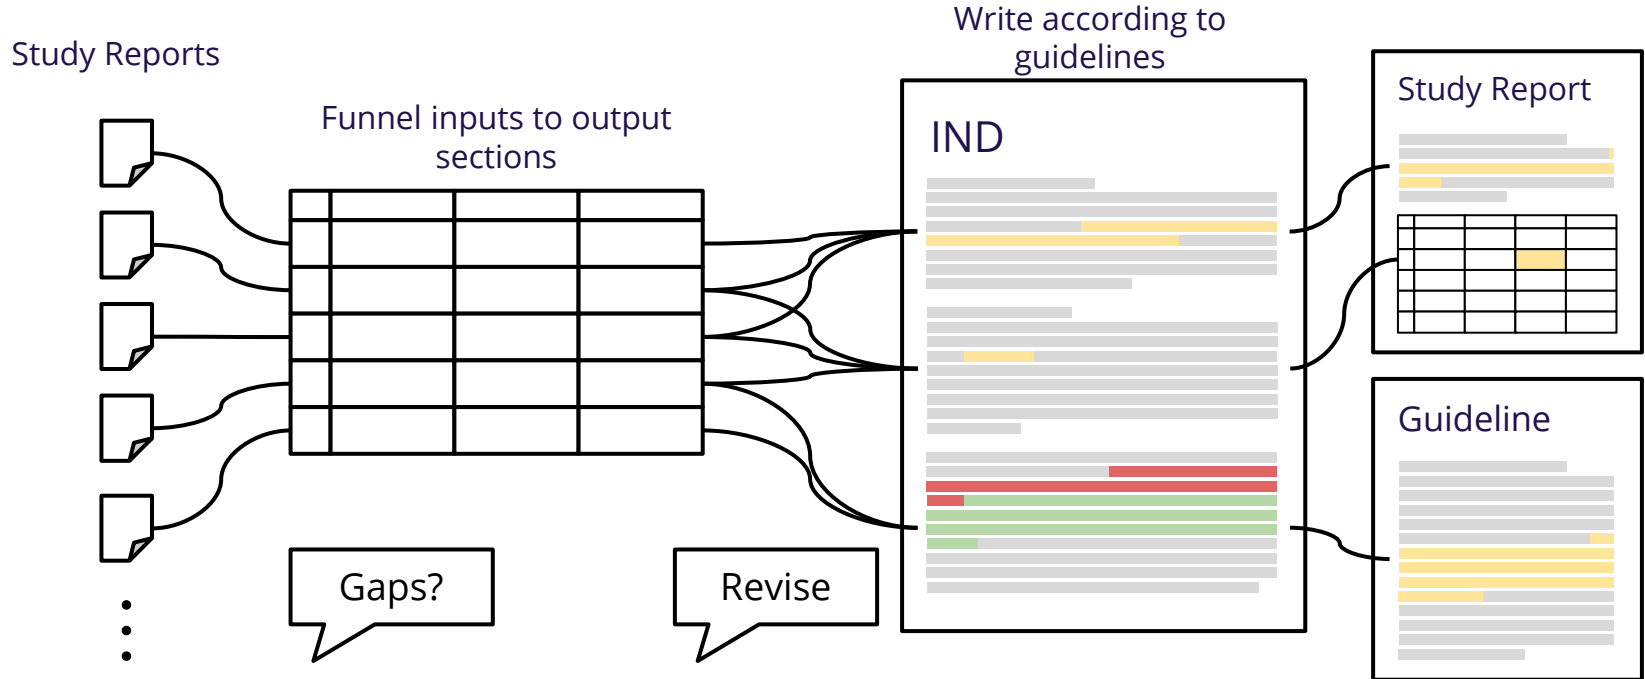 Study Reports
Funnel inputs to output
sections
Gaps?
Revise
Write according to
guidelines
IND
Study Report
Guideline